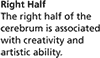 Right Half
The right half of the
cerebrum is associated
with creativity and
artistic ability.